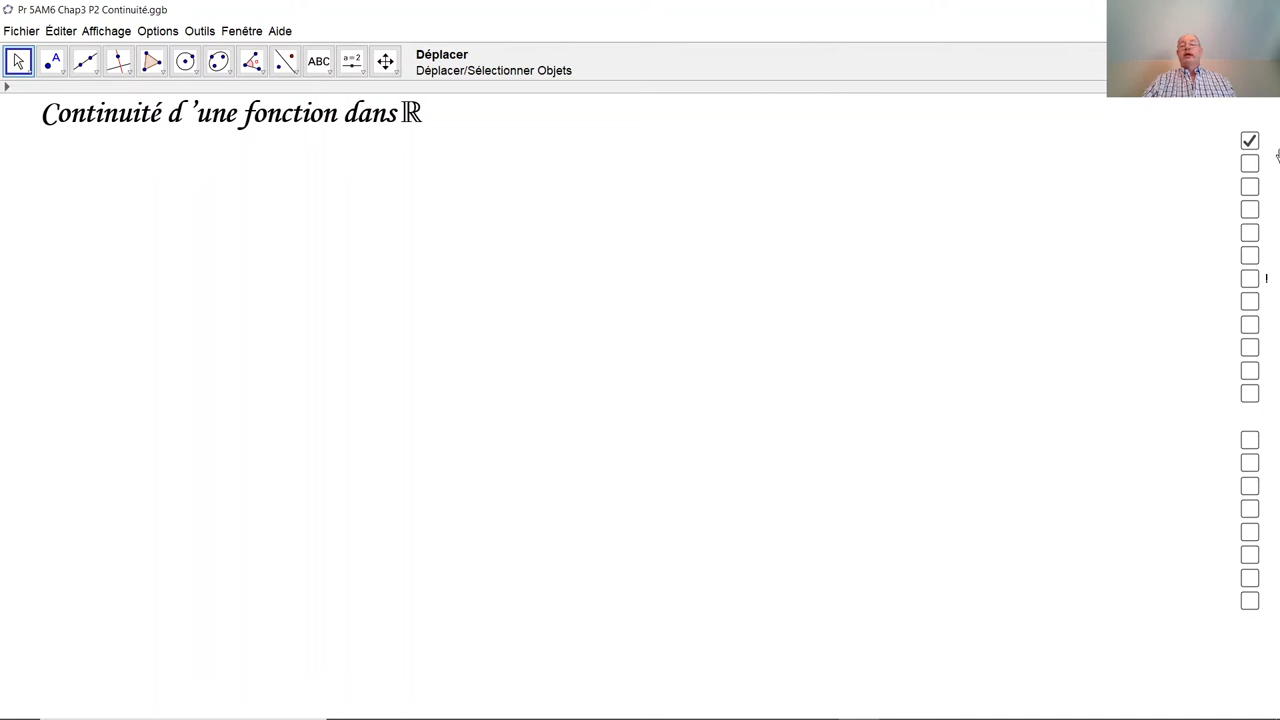 Pr 5AM6 Chap3 P2 Continuité.ggb
Fichier Éditer Affichage Options Outils Fenêtre Aide
A ABC a=2 Déplacer
Déplacer/Sélectionner Objets
Continuité d 'une fonction dans ℝ
!